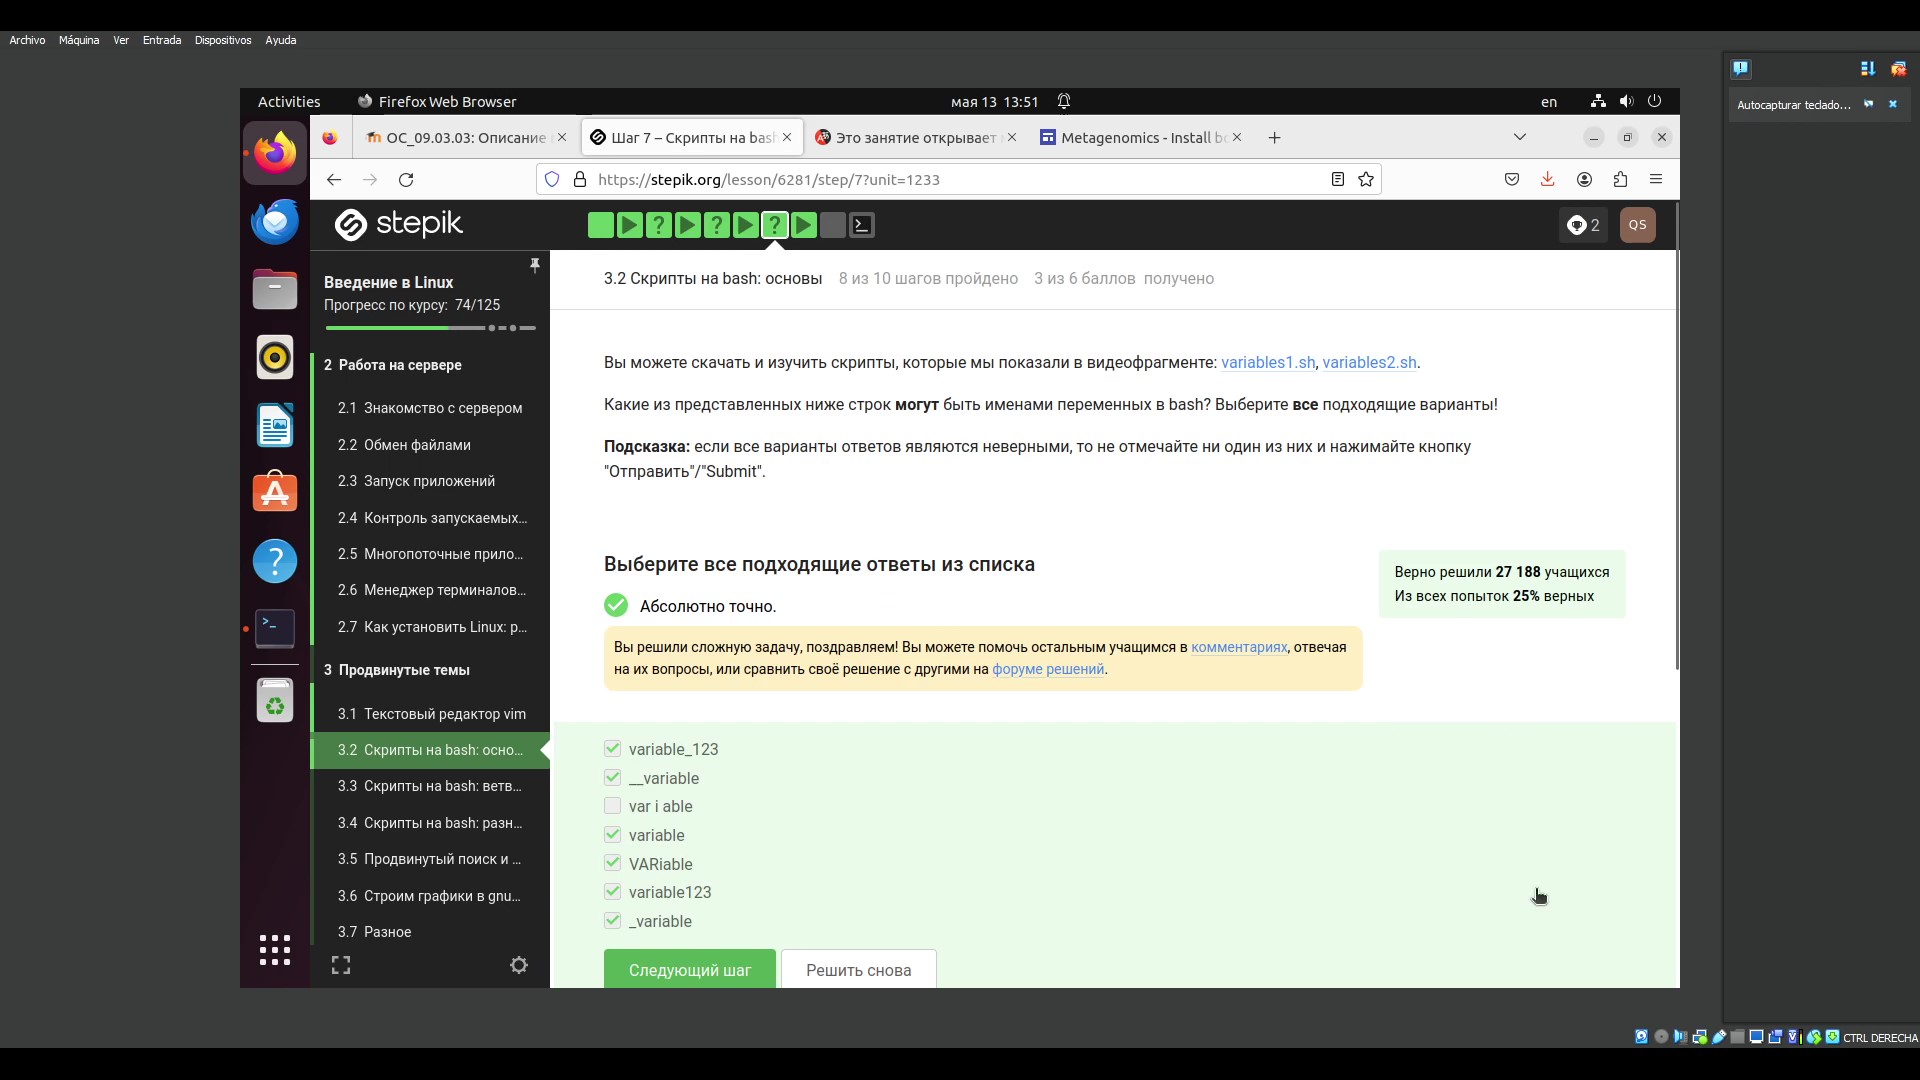 Archivo Máquina Ver Entrada Dispositivos Ayuda
Autocapturar teclado...
Activities Firefox Web Browser мая 13 13:51 en
ОС_09.03.03: Описание Шаг 7 – Скрипты на bash Это занятие открывает Metagenomics - Install bc
https://stepik.org/lesson/6281/step/7?unit=1233
stepik 2 QS
Введение в Linux
Прогресс по курсу: 74/125
2 Работа на сервере
2.1 Знакомство с сервером
2.2 Обмен файлами
2.3 Запуск приложений
2.4 Контроль запускаемых...
2.5 Многопоточные прило...
2.6 Менеджер терминалов...
2.7 Как установить Linux: р...
3 Продвинутые темы
3.1 Текстовый редактор vim
3.2 Скрипты на bash: осно...
3.3 Скрипты на bash: ветв...
3.4 Скрипты на bash: разн...
3.5 Продвинутый поиск и ...
3.6 Строим графики в gnu...
3.7 Разное
3.2 Скрипты на bash: основы 8 из 10 шагов пройдено 3 из 6 баллов получено
Вы можете скачать и изучить скрипты, которые мы показали в видеофрагменте: variables1.sh, variables2.sh.
Какие из представленных ниже строк могут быть именами переменных в bash? Выберите все подходящие варианты!
Подсказка: если все варианты ответов являются неверными, то не отмечайте ни один из них и нажимайте кнопку
"Отправить"/"Submit".
Выберите все подходящие ответы из списка
Абсолютно точно.
Верно решили 27 188 учащихся
Из всех попыток 25% верных
Вы решили сложную задачу, поздравляем! Вы можете помочь остальным учащимся в комментариях, отвечая
на их вопросы, или сравнить своё решение с другими на форуме решений.
variable_123
__variable
var i able
variable
VARiable
variable123
_variable
Следующий шаг Решить снова
CTRL DERECHA